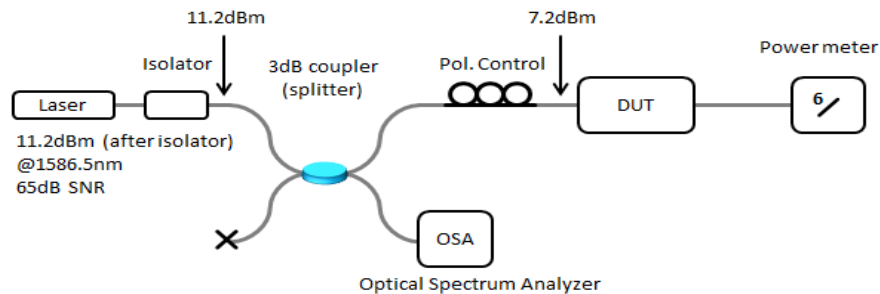 11.2dBm
7.2dBm
Isolator
3dB coupler
(splitter)
Pol. Control
Power meter
Laser
DUT
6
11.2dBm (after isolator)
@1586.5nm
65dB SNR
OSA
Optical Spectrum Analyzer